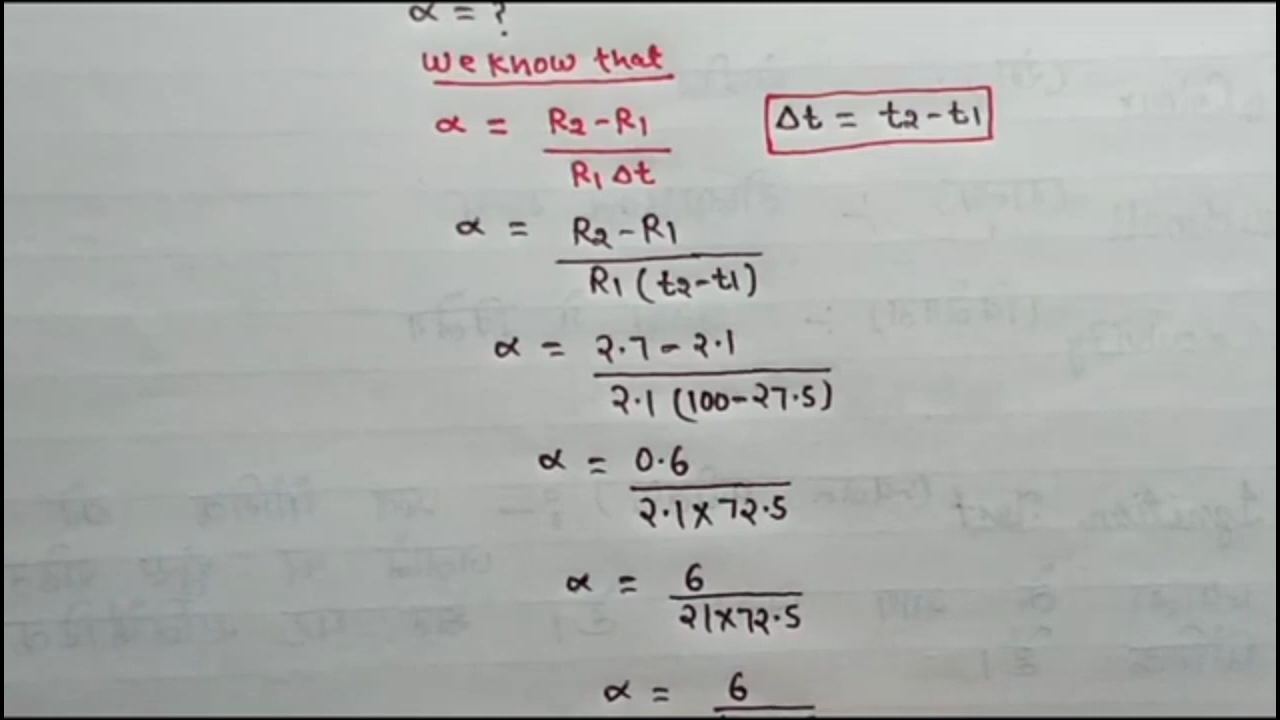 α = ?
We know that
α = R2-R1 / R1 Δt
Δt = t2-t1
α = R2-R1 / R1 (t2-t1)
α = 2.7-2.1 / 2.1 (100-27.5)
α = 0.6 / 2.1×72.5
α = 6 / 21×72.5
α = 6